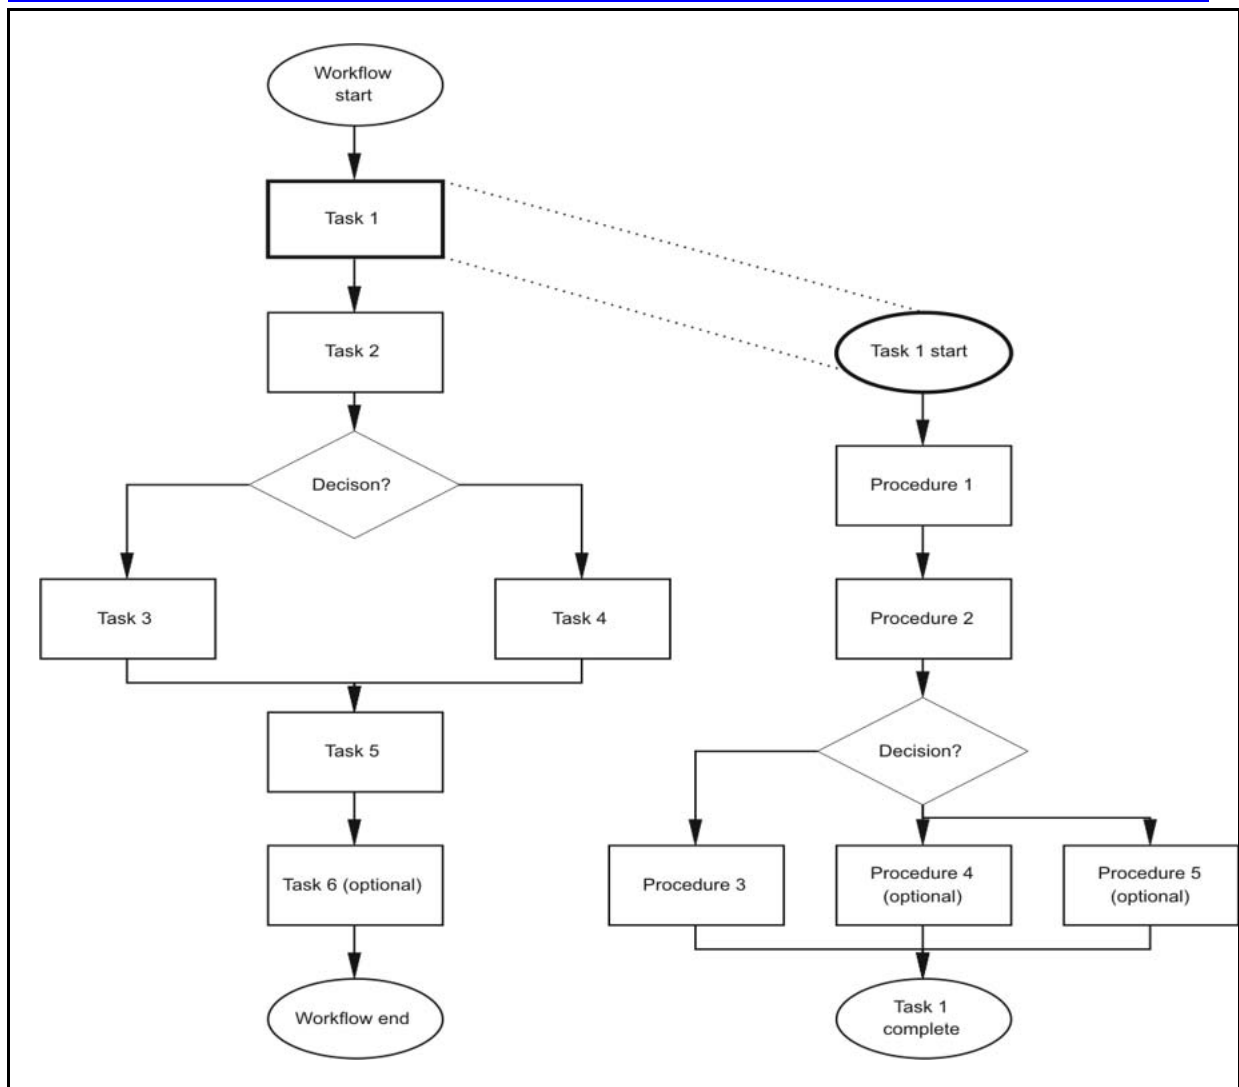 Workflow
start
Task 1
Task 2
Decison?
Task 3
Task 4
Task 5
Task 6 (optional)
Workflow end
Task 1 start
Procedure 1
Procedure 2
Decision?
Procedure 3
Procedure 4
(optional)
Procedure 5
(optional)
Task 1
complete